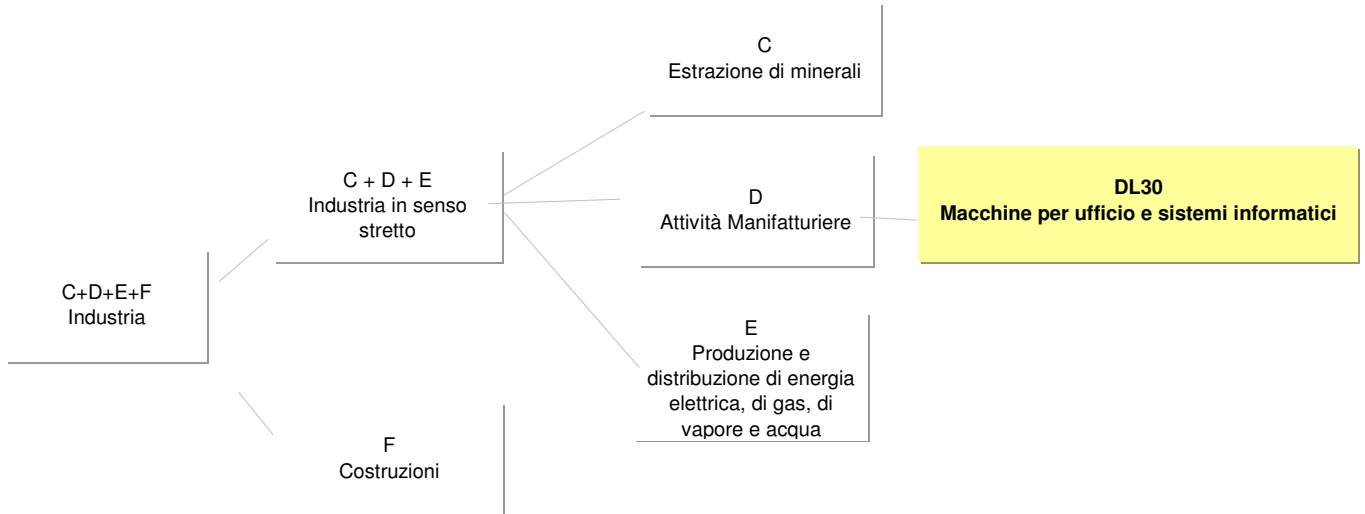 C+D+E+F
Industria
C + D + E
Industria in senso
stretto
F
Costruzioni
C
Estrazione di minerali
D
Attività Manifatturiere
E
Produzione e
distribuzione di energia
elettrica, di gas, di
vapore e acqua
DL30
Macchine per ufficio e sistemi informatici